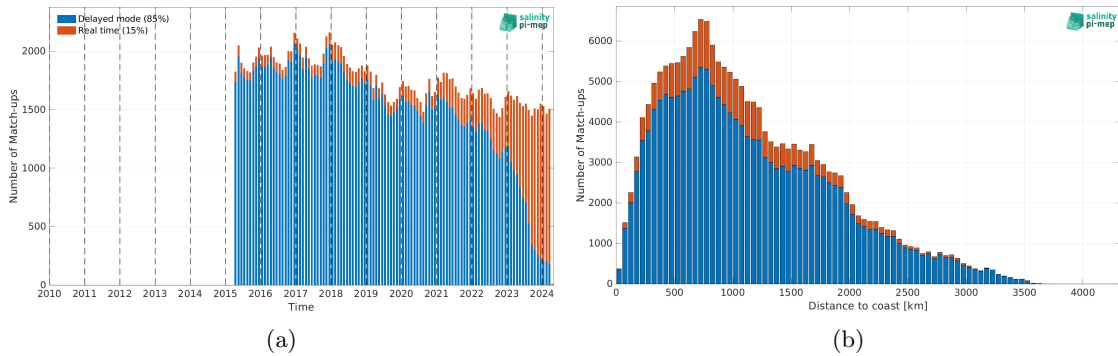 Delayed mode (85%)
Real time (15%)
salinity
pi-mep
2000
1500
1000
500
0
Number of Match-ups
2010 2011 2012 2013 2014 2015 2016 2017 2018 2019 2020 2021 2022 2023 2024
Time
(a)
salinity
pi-mep
6000
5000
4000
3000
2000
1000
0
Number of Match-ups
0 500 1000 1500 2000 2500 3000 3500 4000
Distance to coast [km]
(b)